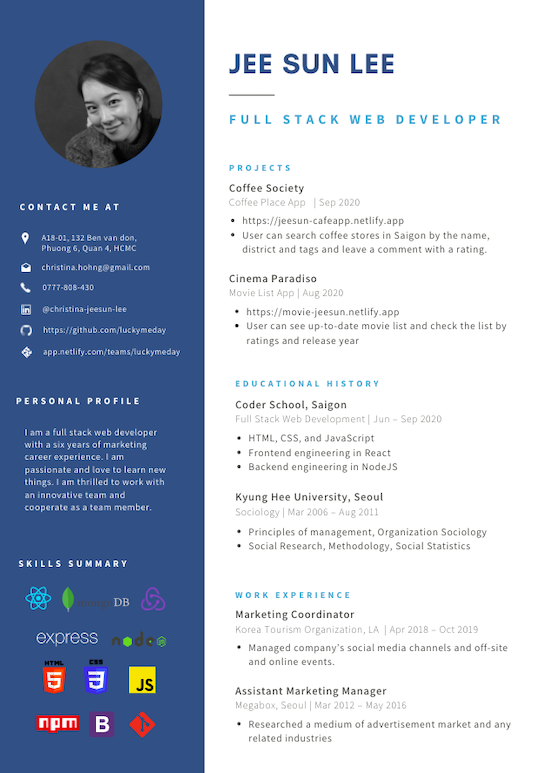 JEE SUN LEE
FULL STACK WEB DEVELOPER
CONTACT ME AT
A18-01, 132 Ben van don,
Phuong 6, Quan 4, HCMC
christina.hohng@gmail.com
0777-808-430
@christina-jeesun-lee
https://github.com/luckymeday
app.netlify.com/teams/luckymeday
PERSONAL PROFILE
I am a full stack web developer
with a six years of marketing
career experience. I am
passionate and love to learn new
things. I am thrilled to work with
an innovative team and
cooperate as a team member.
SKILLS SUMMARY
mongoDB
express
node
JS
HTML
5
CSS
3
JS
npm
B
PROJECTS
Coffee Society
Coffee Place App | Sep 2020
• https://jeesun-cafeapp.netlify.app
• User can search coffee stores in Saigon by the name,
district and tags and leave a comment with a rating.
Cinema Paradiso
Movie List App | Aug 2020
• https://movie-jeesun.netlify.app
• User can see up-to-date movie list and check the list by
ratings and release year
EDUCATIONAL HISTORY
Coder School, Saigon
Full Stack Web Development | Jun – Sep 2020
• HTML, CSS, and JavaScript
• Frontend engineering in React
• Backend engineering in NodeJS
Kyung Hee University, Seoul
Sociology | Mar 2006 – Aug 2011
• Principles of management, Organization Sociology
• Social Research, Methodology, Social Statistics
WORK EXPERIENCE
Marketing Coordinator
Korea Tourism Organization, LA | Apr 2018 – Oct 2019
• Managed company's social media channels and off-site
and online events.
Assistant Marketing Manager
Megabox, Seoul | Mar 2012 – May 2016
• Researched a medium of advertisement market and any
related industries